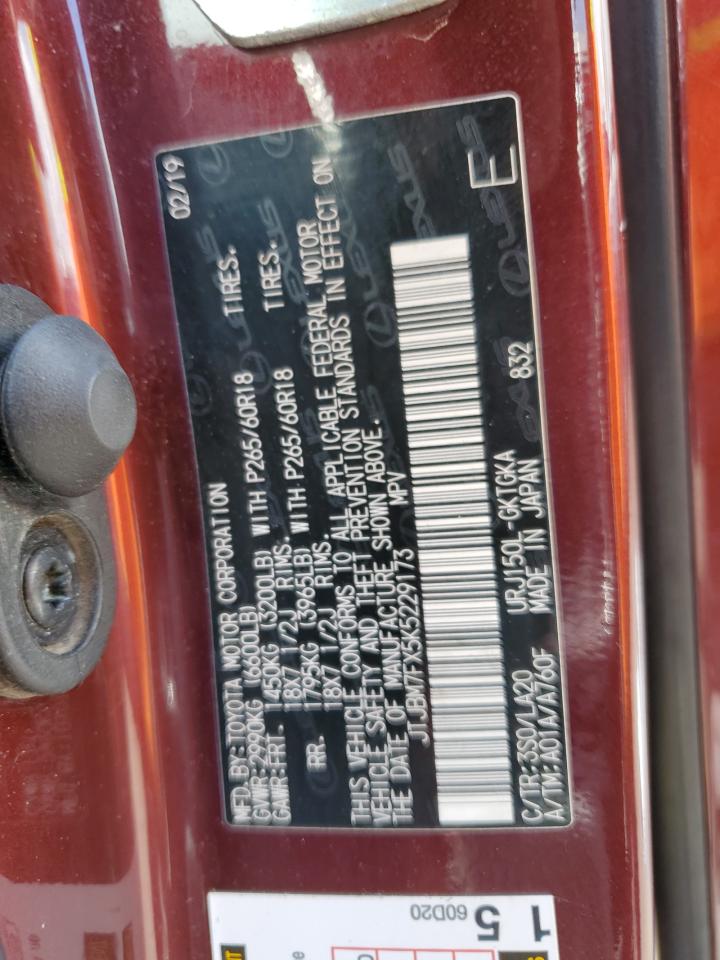 MFD. BY: TOYOTA MOTOR CORPORATION 02/19
GVWR: 2990KG (6600LB)
GAWR: FRT. 1450KG (3200LB) WITH P265/60R18 TIRES.
18X7 1/2J RIMS.
RR. 1795KG (3965LB) WITH P265/60R18 TIRES.
18X7 1/2J RIMS.
THIS VEHICLE CONFORMS TO ALL APPLICABLE FEDERAL MOTOR
VEHICLE SAFETY AND THEFT PREVENTION STANDARDS IN EFFECT ON
THE DATE OF MANUFACTURE SHOWN ABOVE.
JTJBM7FX5K5229173 MPV
C/TR: 3S0/LA20 URJ150L-GKTGKA 832
A/TM: A01A/A760F MADE IN JAPAN
E
LEXUS
60D20
5
1